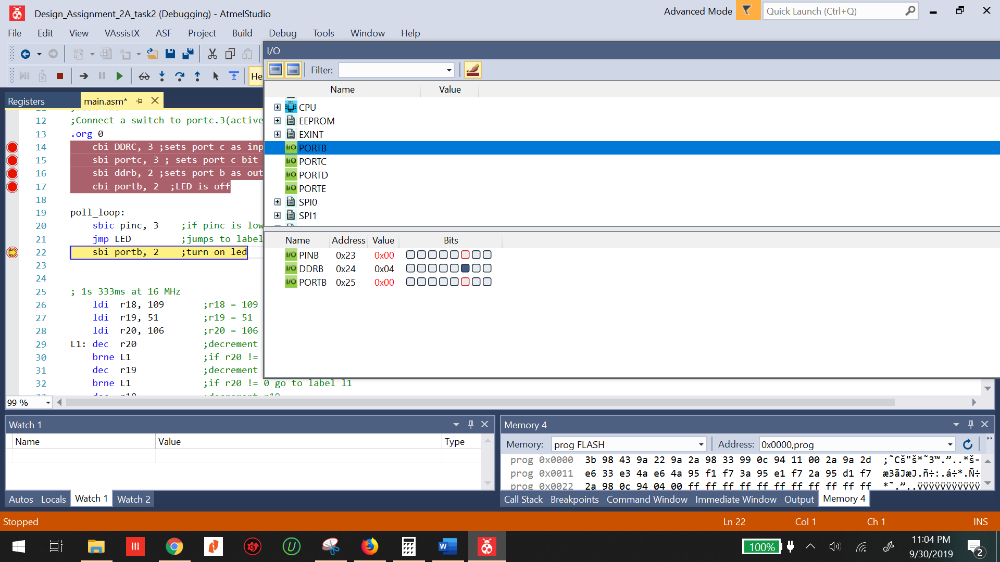 Design_Assignment_2A_task2 (Debugging) - AtmelStudio
Advanced Mode
Quick Launch (Ctrl+Q)
File Edit View VAssistX ASF Project Build Debug Tools Window Help
I/O
Filter:
He
Name Value
Registers
main.asm*
CPU
EEPROM
EXINT
I/O PORTB
I/O PORTC
I/O PORTD
I/O PORTE
SPI0
SPI1
12 ;Connect a switch to portc.3(active
13 .org 0
14 cbi DDRC, 3 ;sets port c as inp
15 sbi portc, 3 ; sets port c bit
16 sbi ddrb, 2 ;sets port b as out
17 cbi portb, 2 ;LED is off
18
19 poll_loop:
20 sbic pinc, 3 ;if pinc is low
21 jmp LED ;jumps to label
22 sbi portb, 2 ;turn on led
23
24
25 ; 1s 333ms at 16 MHz
26 ldi r18, 109 ;r18 = 109
27 ldi r19, 51 ;r19 = 51
28 ldi r20, 106 ;r20 = 106
29 L1: dec r20 ;decrement
30 brne L1 ;if r20 !=
31 dec r19 ;decrement
32 brne L1 ;if r20 != 0 go to label l1
Name Address Value Bits
I/O PINB 0x23 0x00
I/O DDRB 0x24 0x04
I/O PORTB 0x25 0x00
99 %
Watch 1
Name Value Type
Autos Locals Watch 1 Watch 2
Memory 4
Memory: prog FLASH Address: 0x0000,prog
prog 0x0000 3b 98 43 9a 22 9a 2a 98 33 99 0c 94 11 00 2a 9a 2d ;˜Cš"š*˜3™.”..*š-
prog 0x0011 e6 33 e3 4a e6 4a 95 f1 f7 3a 95 e1 f7 2a 95 d1 f7 æ3ãJæJ.ñ÷:.á÷*.Ñ÷
prog 0x0022 2a 98 0c 94 04 00 ff ff ff ff ff ff ff ff ff ff ff *˜.”..ÿÿÿÿÿÿÿÿÿÿÿ
Call Stack Breakpoints Command Window Immediate Window Output Memory 4
Stopped
Ln 22 Col 1 Ch 1 INS
100%
11:04 PM
9/30/2019
2